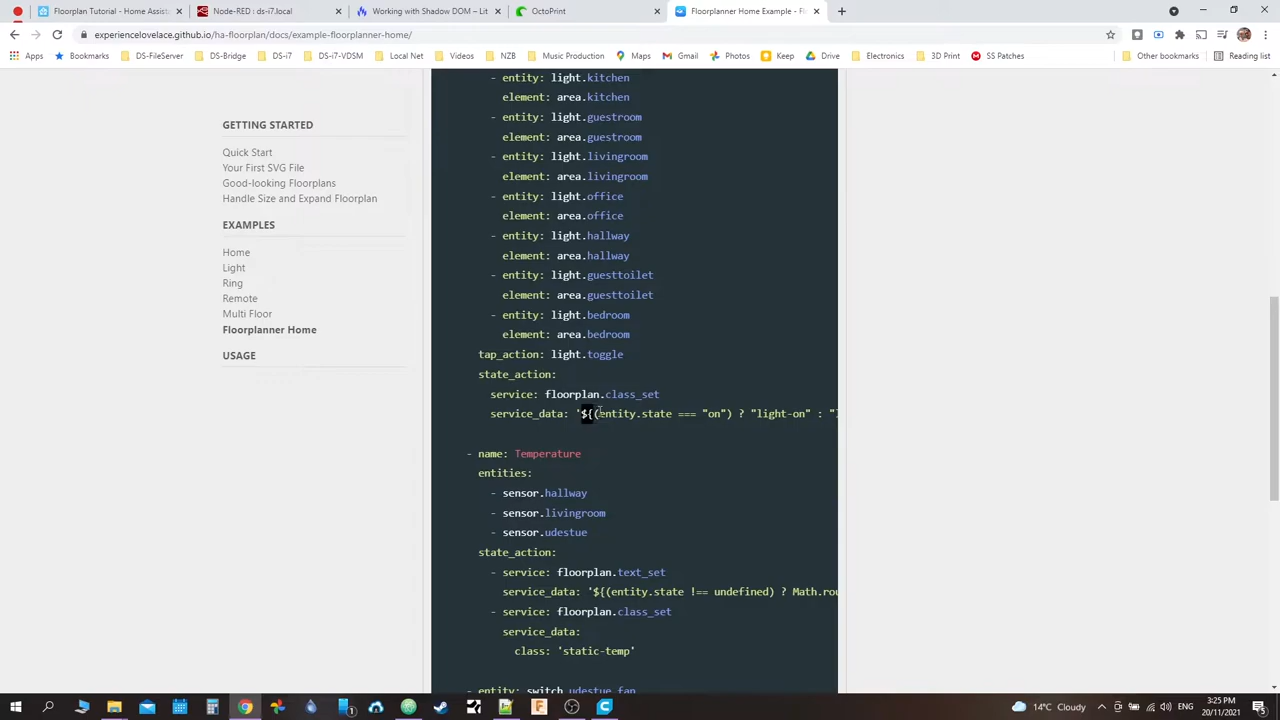 Floorplan Tutorial - Home Assist
Node-RED : ds-i7.local
Working with Shadow DOM – Lit
OctoPrint
Floorplanner Home Example - F
experiencelovelace.github.io/ha-floorplan/docs/example-floorplanner-home/
Apps
Bookmarks
DS-FileServer
DS-Bridge
DS-i7
DS-i7-VDSM
Local Net
Videos
NZB
Music Production
Maps
Gmail
Photos
Keep
Drive
Electronics
3D Print
SS Patches
Other bookmarks
Reading list
GETTING STARTED
Quick Start
Your First SVG File
Good-looking Floorplans
Handle Size and Expand Floorplan
EXAMPLES
Home
Light
Ring
Remote
Multi Floor
Floorplanner Home
USAGE
- entity: light.kitchen
element: area.kitchen
- entity: light.guestroom
element: area.guestroom
- entity: light.livingroom
element: area.livingroom
- entity: light.office
element: area.office
- entity: light.hallway
element: area.hallway
- entity: light.guesttoilet
element: area.guesttoilet
- entity: light.bedroom
element: area.bedroom
tap_action: light.toggle
state_action:
service: floorplan.class_set
service_data: '${(entity.state === "on") ? "light-on" : "l
- name: Temperature
entities:
- sensor.hallway
- sensor.livingroom
- sensor.udestue
state_action:
- service: floorplan.text_set
service_data: '${(entity.state !== undefined) ? Math.rou
- service: floorplan.class_set
service_data:
class: 'static-temp'
- entity: switch.udestue_fan
14°C Cloudy
3:25 PM
20/11/2021